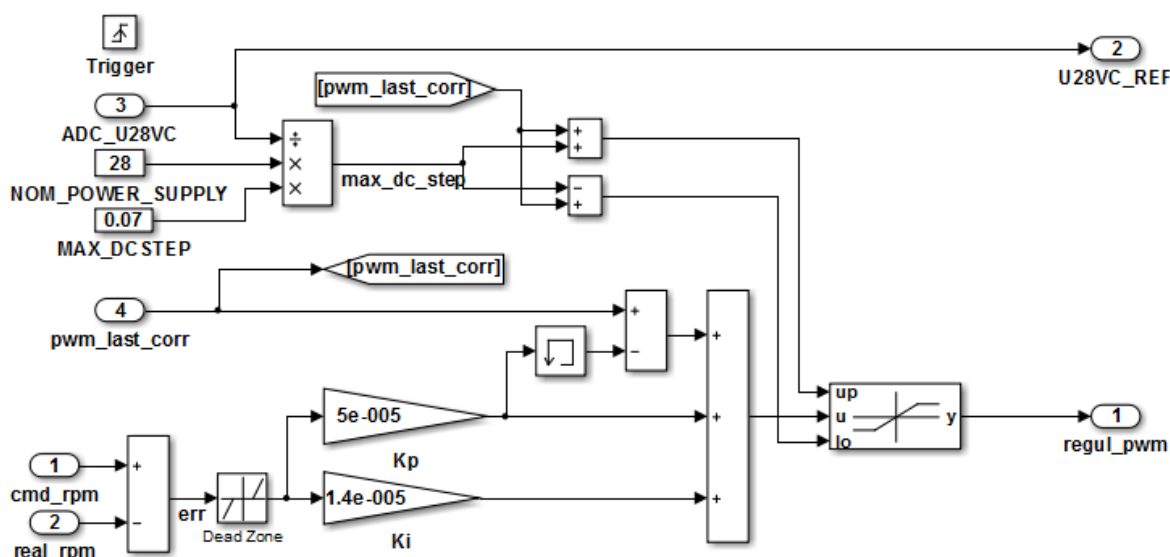 Trigger
3
ADC_U28VC
28
NOM_POWER_SUPPLY
0.07
MAX_DCSTEP
÷
×
×
max_dc_step
[pwm_last_corr]
+
+
−
+
2
U28VC_REF
[pwm_last_corr]
4
pwm_last_corr
+
−
+
+
+
5e-005
Kp
1.4e-005
Ki
1
cmd_rpm
2
real_rpm
+
−
err
Dead Zone
up
u
lo
y
1
regul_pwm